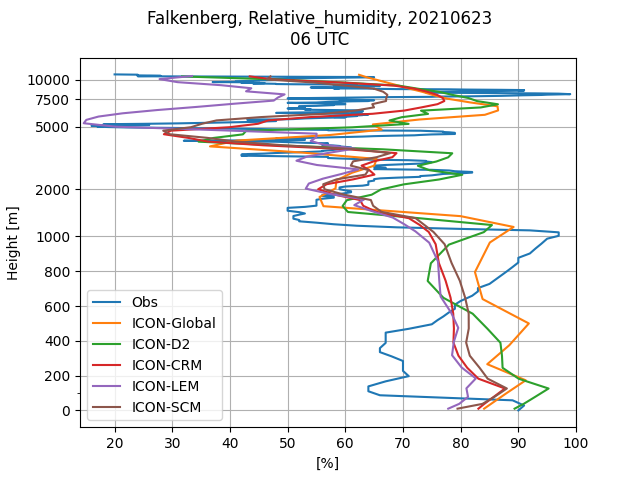 Falkenberg, Relative_humidity, 20210623
06 UTC
10000
7500
5000
2000
1000
800
600
400
200
0
Height [m]
Obs
ICON-Global
ICON-D2
ICON-CRM
ICON-LEM
ICON-SCM
20 30 40 50 60 70 80 90 100
[%]